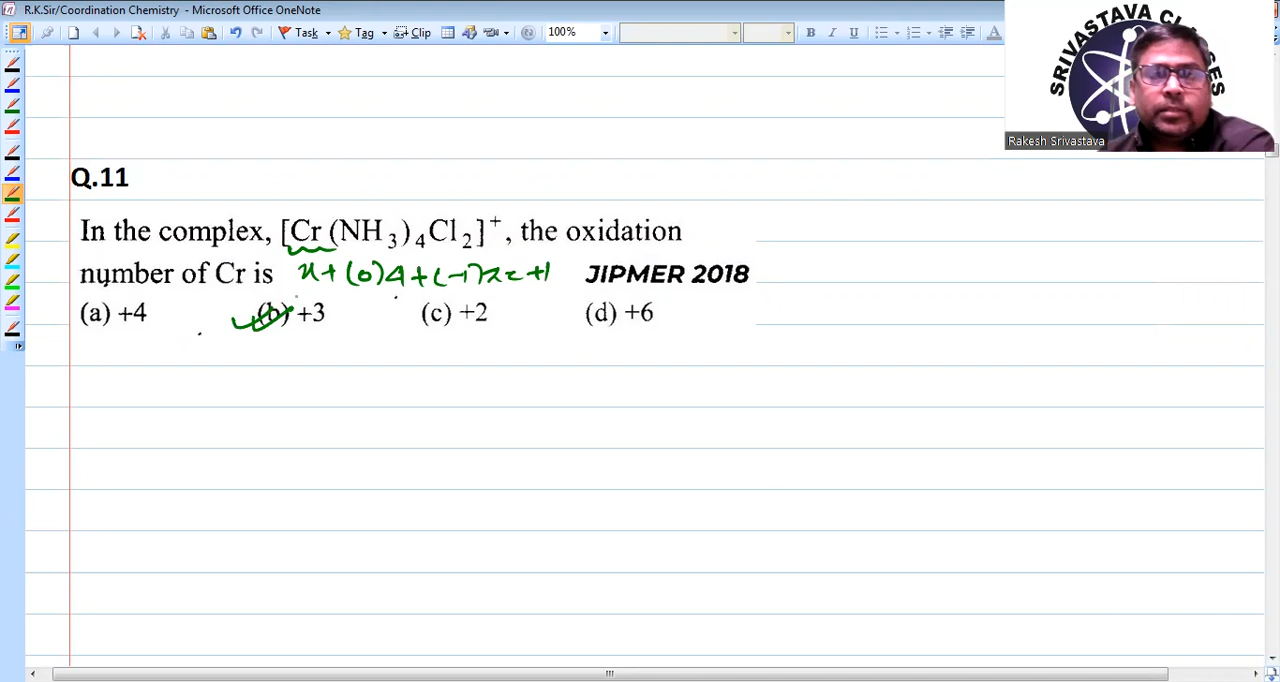 R.K.Sir/Coordination Chemistry - Microsoft Office OneNote
Task Tag Clip 100% B I U A
SRIVASTAVA CLASSES
Rakesh Srivastava
Q.11
In the complex, [Cr(NH₃)₄Cl₂]⁺, the oxidation
number of Cr is x+(0)4+(-1)2=+1 JIPMER 2018
(a) +4 (b) +3 (c) +2 (d) +6